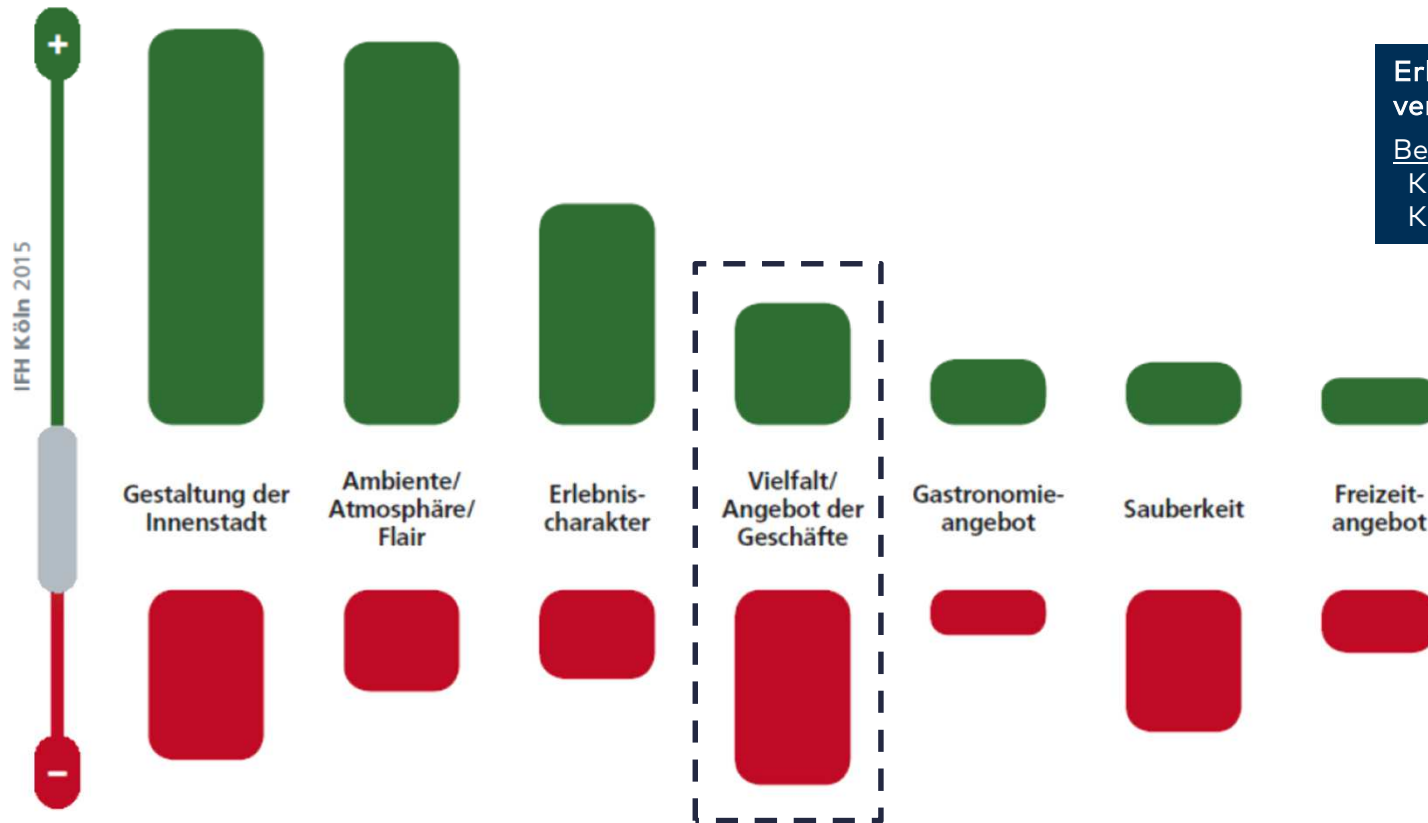 +
IFH Köln 2015
Gestaltung der
Innenstadt
Ambiente/
Atmosphäre/
Flair
Erlebnis-
charakter
Vielfalt/
Angebot der
Geschäfte
Gastronomie-
angebot
Sauberkeit
Freizeit-
angebot
−